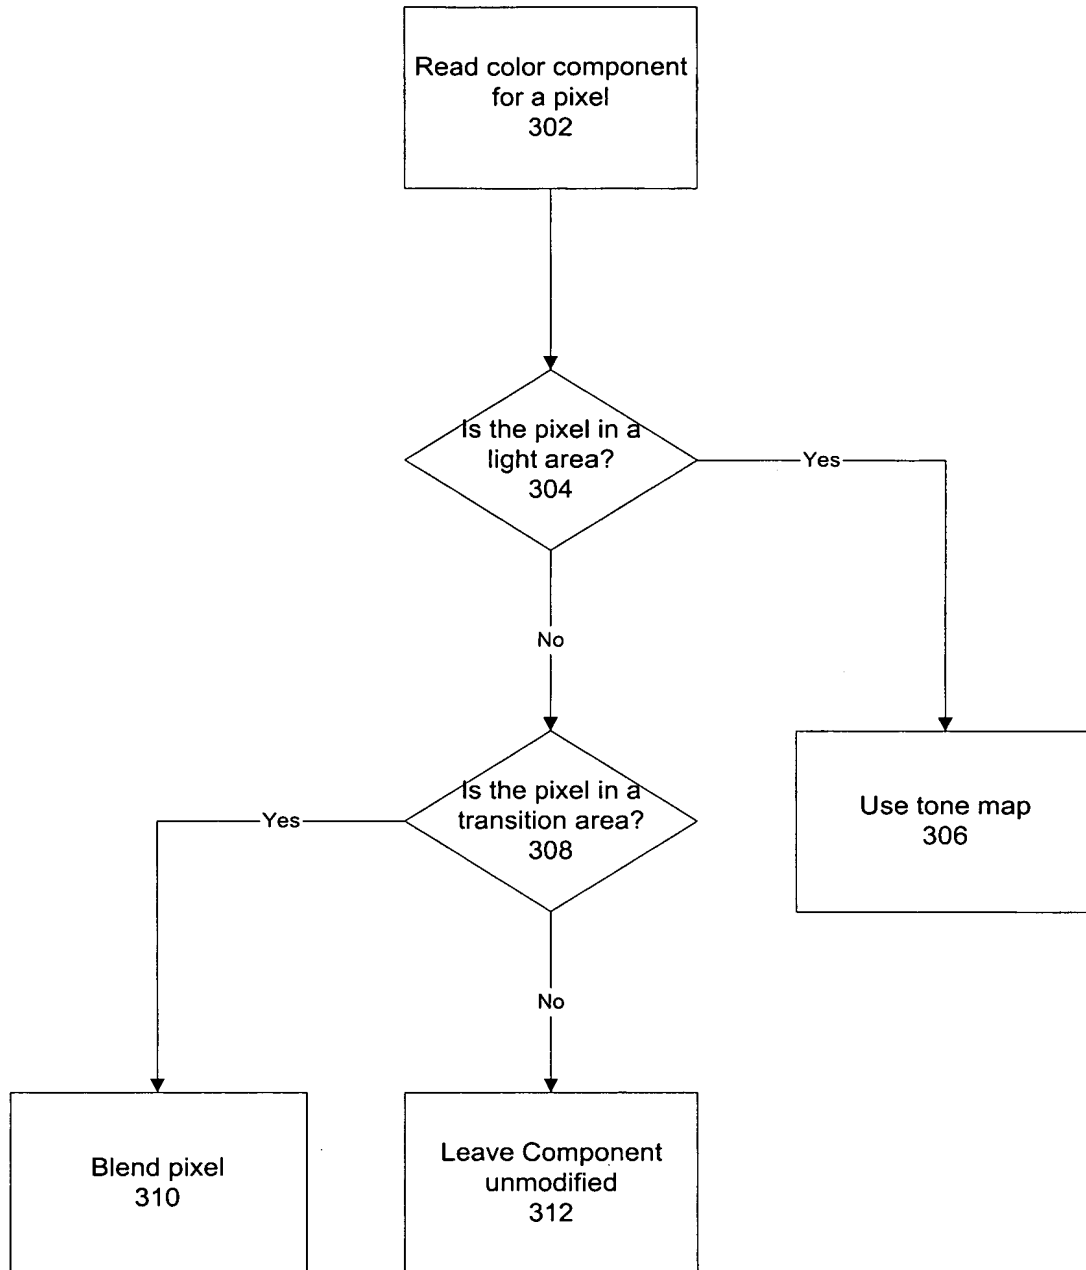 Read color component
for a pixel
302
Is the pixel in a
light area?
304
Yes
No
Is the pixel in a
transition area?
308
Yes
Use tone map
306
No
Blend pixel
310
Leave Component
unmodified
312